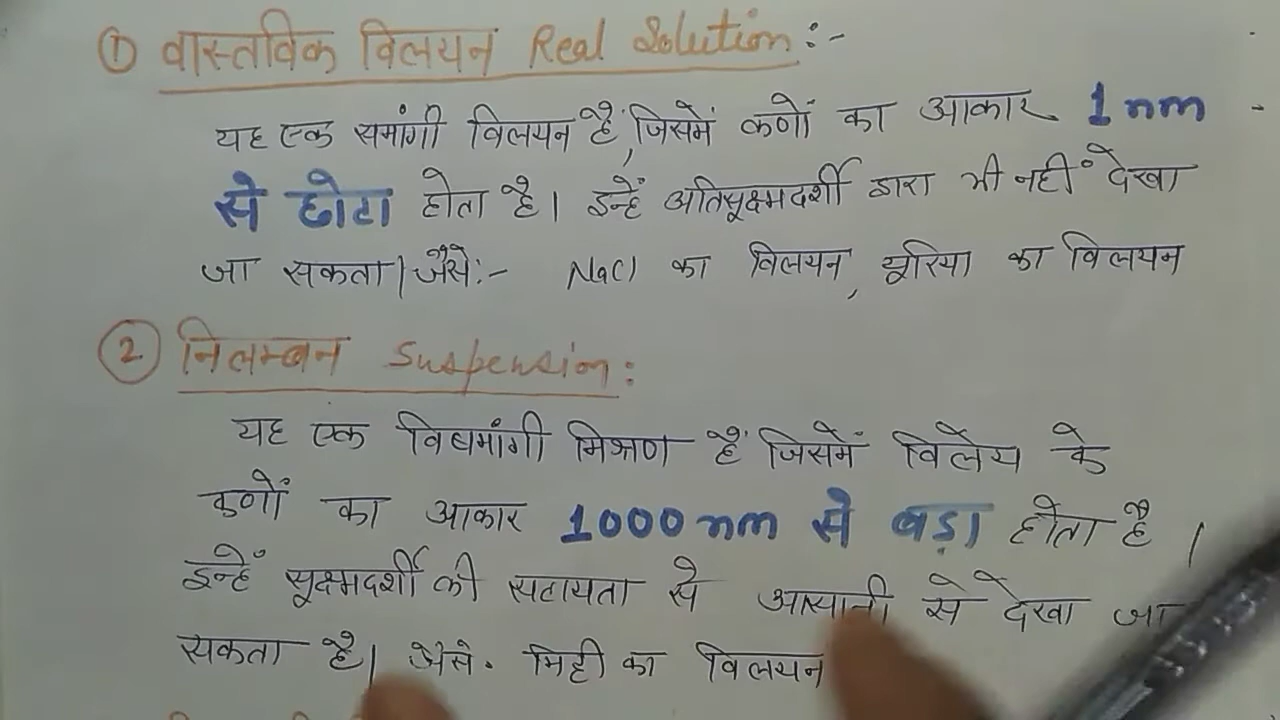 ① वास्तविक विलयन Real Solution:-
यह एक समांगी विलयन है, जिसमें कणों का आकार 1 nm
से छोटा होता है। इन्हें अतिसूक्ष्मदर्शी द्वारा भी नहीं देखा
जा सकता। जैसे:- NaCl का विलयन, यूरिया का विलयन
② निलम्बन Suspension:
यह एक विषमांगी मिश्रण है जिसमें विलेय के
कणों का आकार 1000 nm से बड़ा होता है।
इन्हें सूक्ष्मदर्शी की सहायता से आसानी से देखा जा
सकता है। जैसे. मिट्टी का विलयन